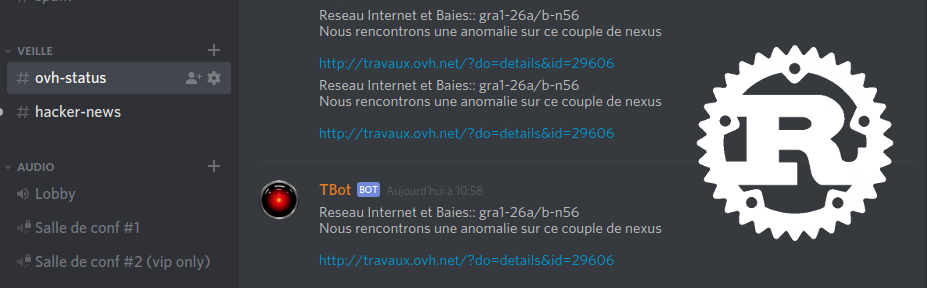 VEILLE
# ovh-status
# hacker-news
AUDIO
Lobby
Salle de conf #1
Salle de conf #2 (vip only)
Reseau Internet et Baies:: gra1-26a/b-n56
Nous rencontrons une anomalie sur ce couple de nexus
http://travaux.ovh.net/?do=details&id=29606
Reseau Internet et Baies:: gra1-26a/b-n56
Nous rencontrons une anomalie sur ce couple de nexus
http://travaux.ovh.net/?do=details&id=29606
TBot BOT Aujourd'hui à 10:58
Reseau Internet et Baies:: gra1-26a/b-n56
Nous rencontrons une anomalie sur ce couple de nexus
http://travaux.ovh.net/?do=details&id=29606
R